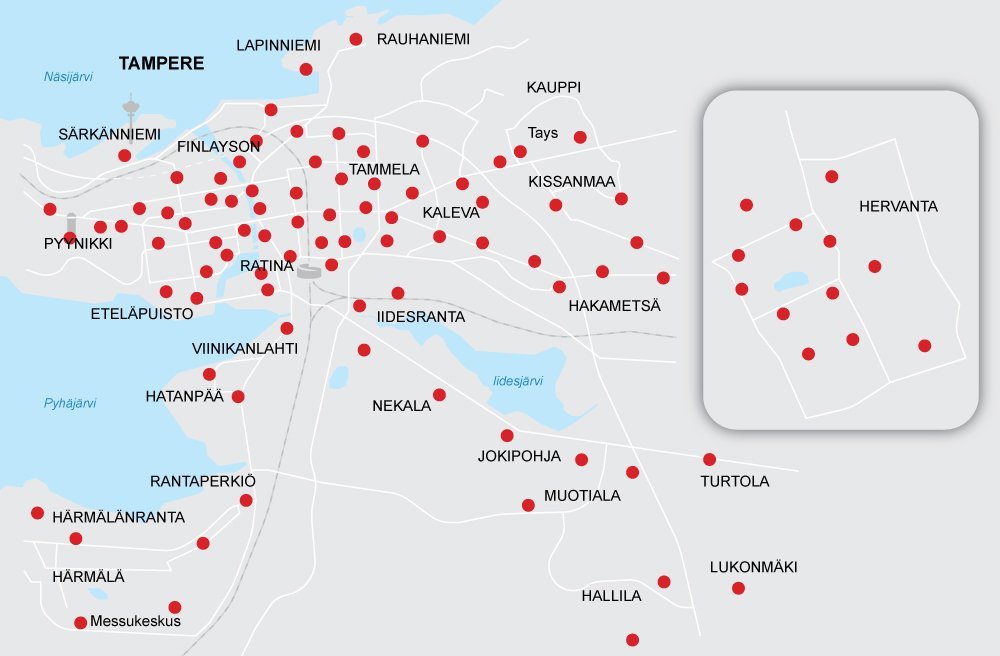 LAPINNIEMI
RAUHANIEMI
TAMPERE
Näsijärvi
KAUPPI
SÄRKÄNNIEMI
Tays
FINLAYSON
TAMMELA
KISSANMAA
HERVANTA
KALEVA
PYYNIKKI
RATINA
HAKAMETSÄ
ETELÄPUISTO
IIDESRANTA
VIINIKANLAHTI
Iidesjärvi
HATANPÄÄ
Pyhäjärvi
NEKALA
JOKIPOHJA
RANTAPERKIÖ
TURTOLA
MUOTIALA
HÄRMÄLÄNRANTA
LUKONMÄKI
HÄRMÄLÄ
HALLILA
Messukeskus